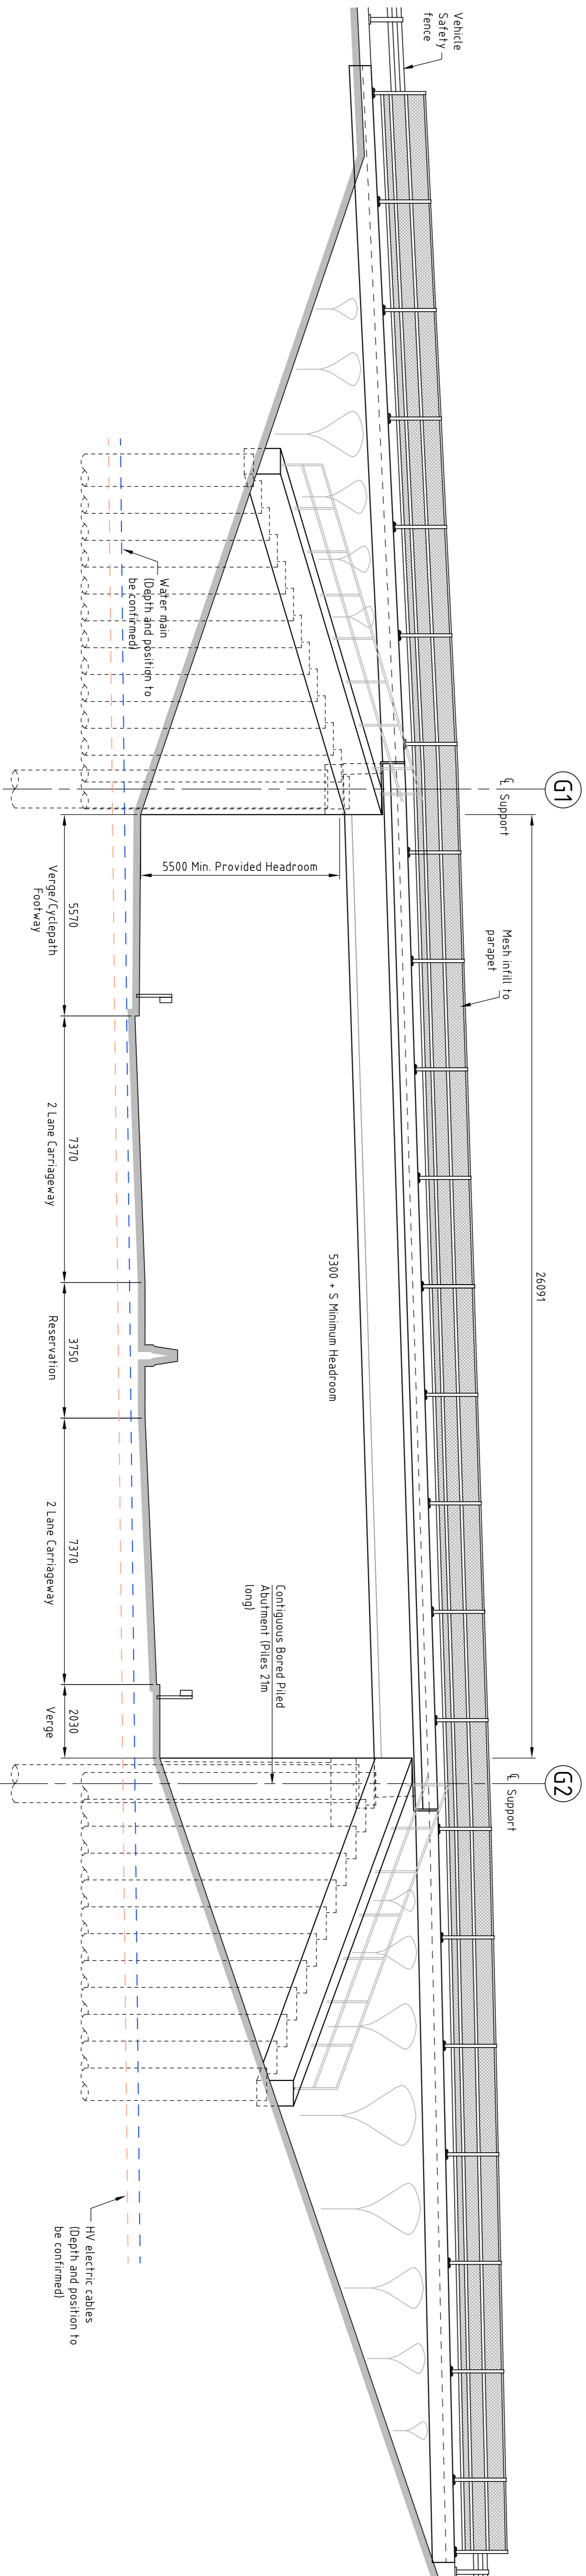 Vehicle
Safety
fence
G1
℄ Support
Mesh infill to
parapet
26091
G2
℄ Support
5500 Min. Provided Headroom
5300 + S Minimum Headroom
Contiguous Bored Piled
Abutment (Piles 21m
long)
Water main
(Depth and position to
be confirmed)
5570
Verge/Cyclepath
Footway
7370
2 Lane Carriageway
3750
Reservation
7370
2 Lane Carriageway
2030
Verge
HV electric cables
(Depth and position to
be confirmed)